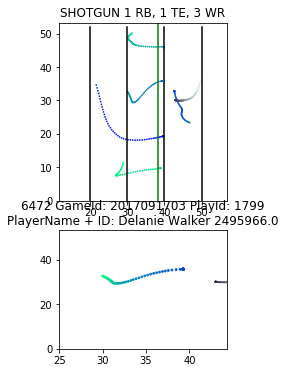 SHOTGUN 1 RB, 1 TE, 3 WR
50
40
30
20
10
0
20 30 40 50
6472 GameId: 2017091703 PlayId: 1799
PlayerName + ID: Delanie Walker 2495966.0
40
20
0
25 30 35 40